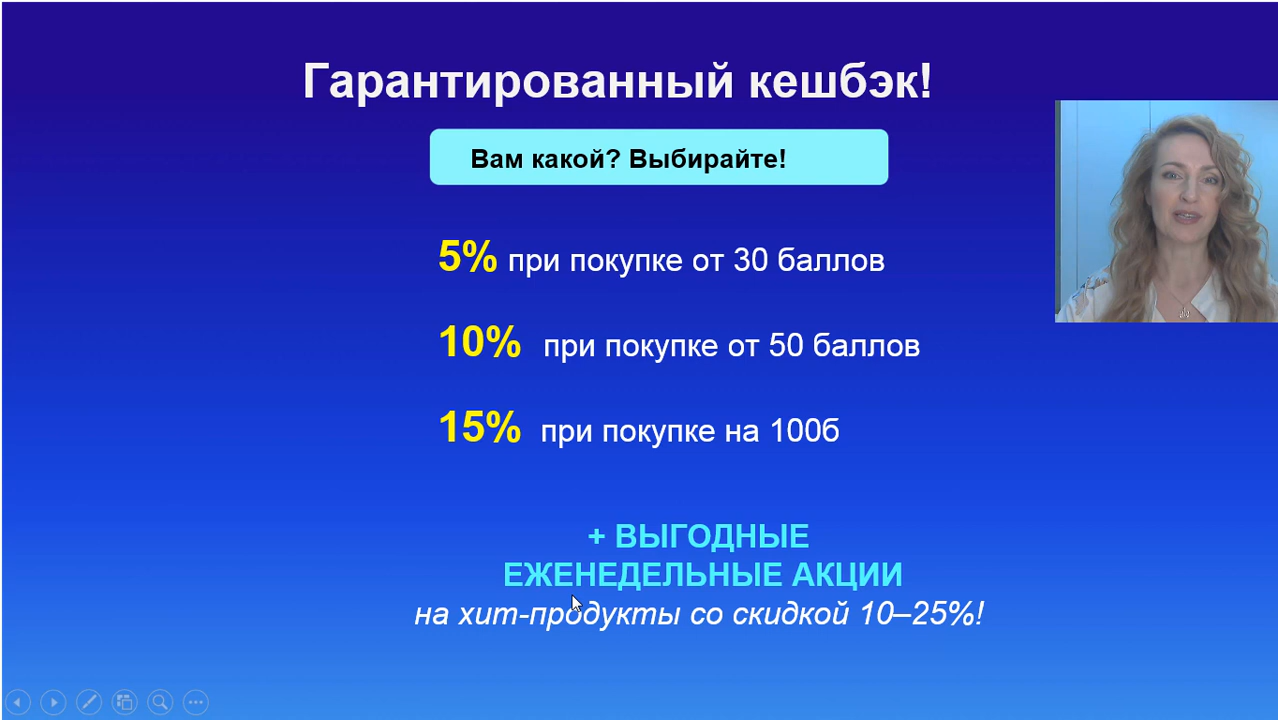 Гарантированный кешбэк!
Вам какой? Выбирайте!
5% при покупке от 30 баллов
10% при покупке от 50 баллов
15% при покупке на 100б
+ ВЫГОДНЫЕ
ЕЖЕНЕДЕЛЬНЫЕ АКЦИИ
на хит-продукты со скидкой 10–25%!